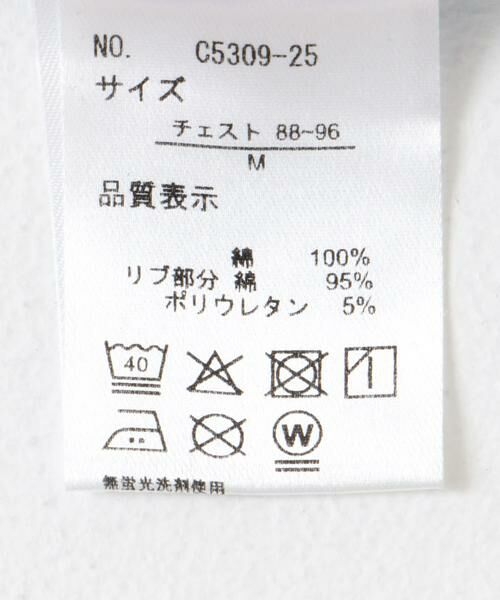 NO. C5309-25
サイズ
チェスト 88~96
M
品質表示
綿 100%
リブ部分 綿 95%
ポリウレタン 5%
40
W
無蛍光洗剤使用